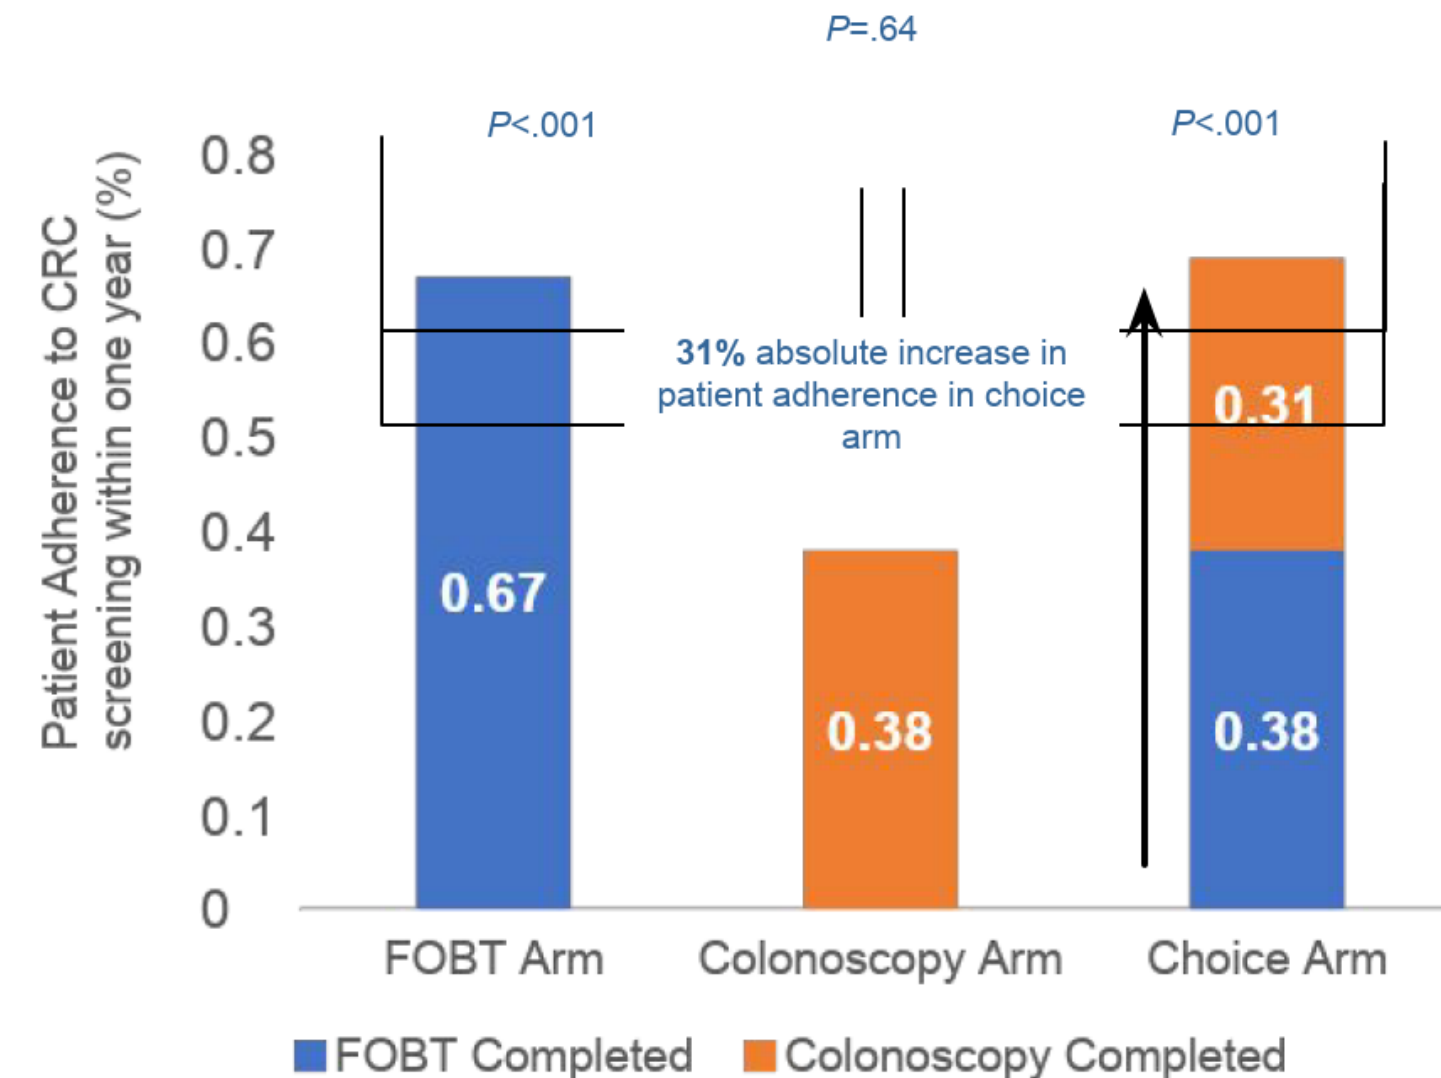 P=.64
P<.001
P<.001
Patient Adherence to CRC
screening within one year (%)
0.8
0.7
0.6
0.5
0.4
0.3
0.2
0.1
0
31% absolute increase in
patient adherence in choice
arm
0.67
0.38
0.31
0.38
FOBT Arm
Colonoscopy Arm
Choice Arm
FOBT Completed
Colonoscopy Completed